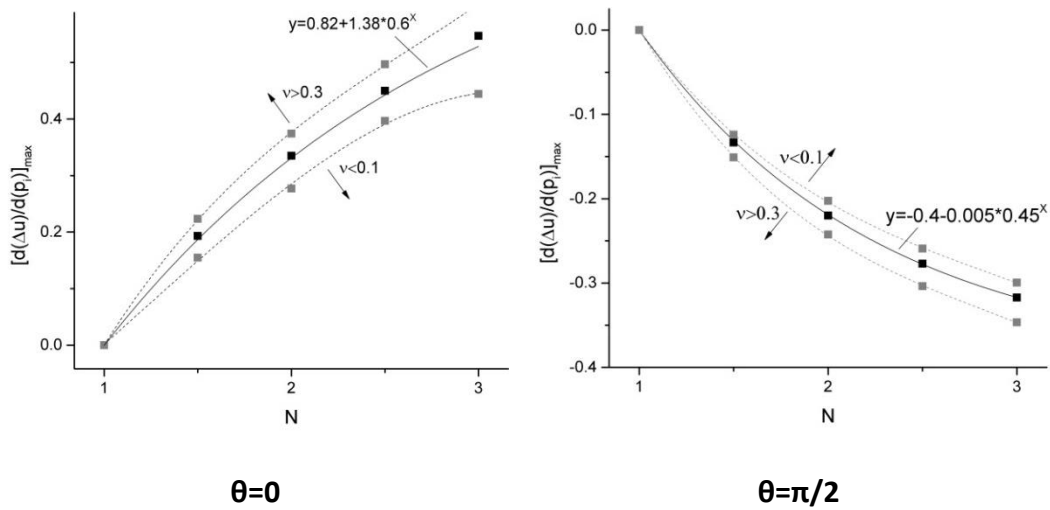 y=0.82+1.38*0.6^x
ν>0.3
ν<0.1
[d(Δu)/d(pᵢ)]max
0.4
0.2
0.0
1
2
3
N
θ=0
0.0
-0.1
-0.2
-0.3
-0.4
[d(Δu)/d(pᵢ)]max
ν<0.1
ν>0.3
y=-0.4-0.005*0.45^x
1
2
3
N
θ=π/2